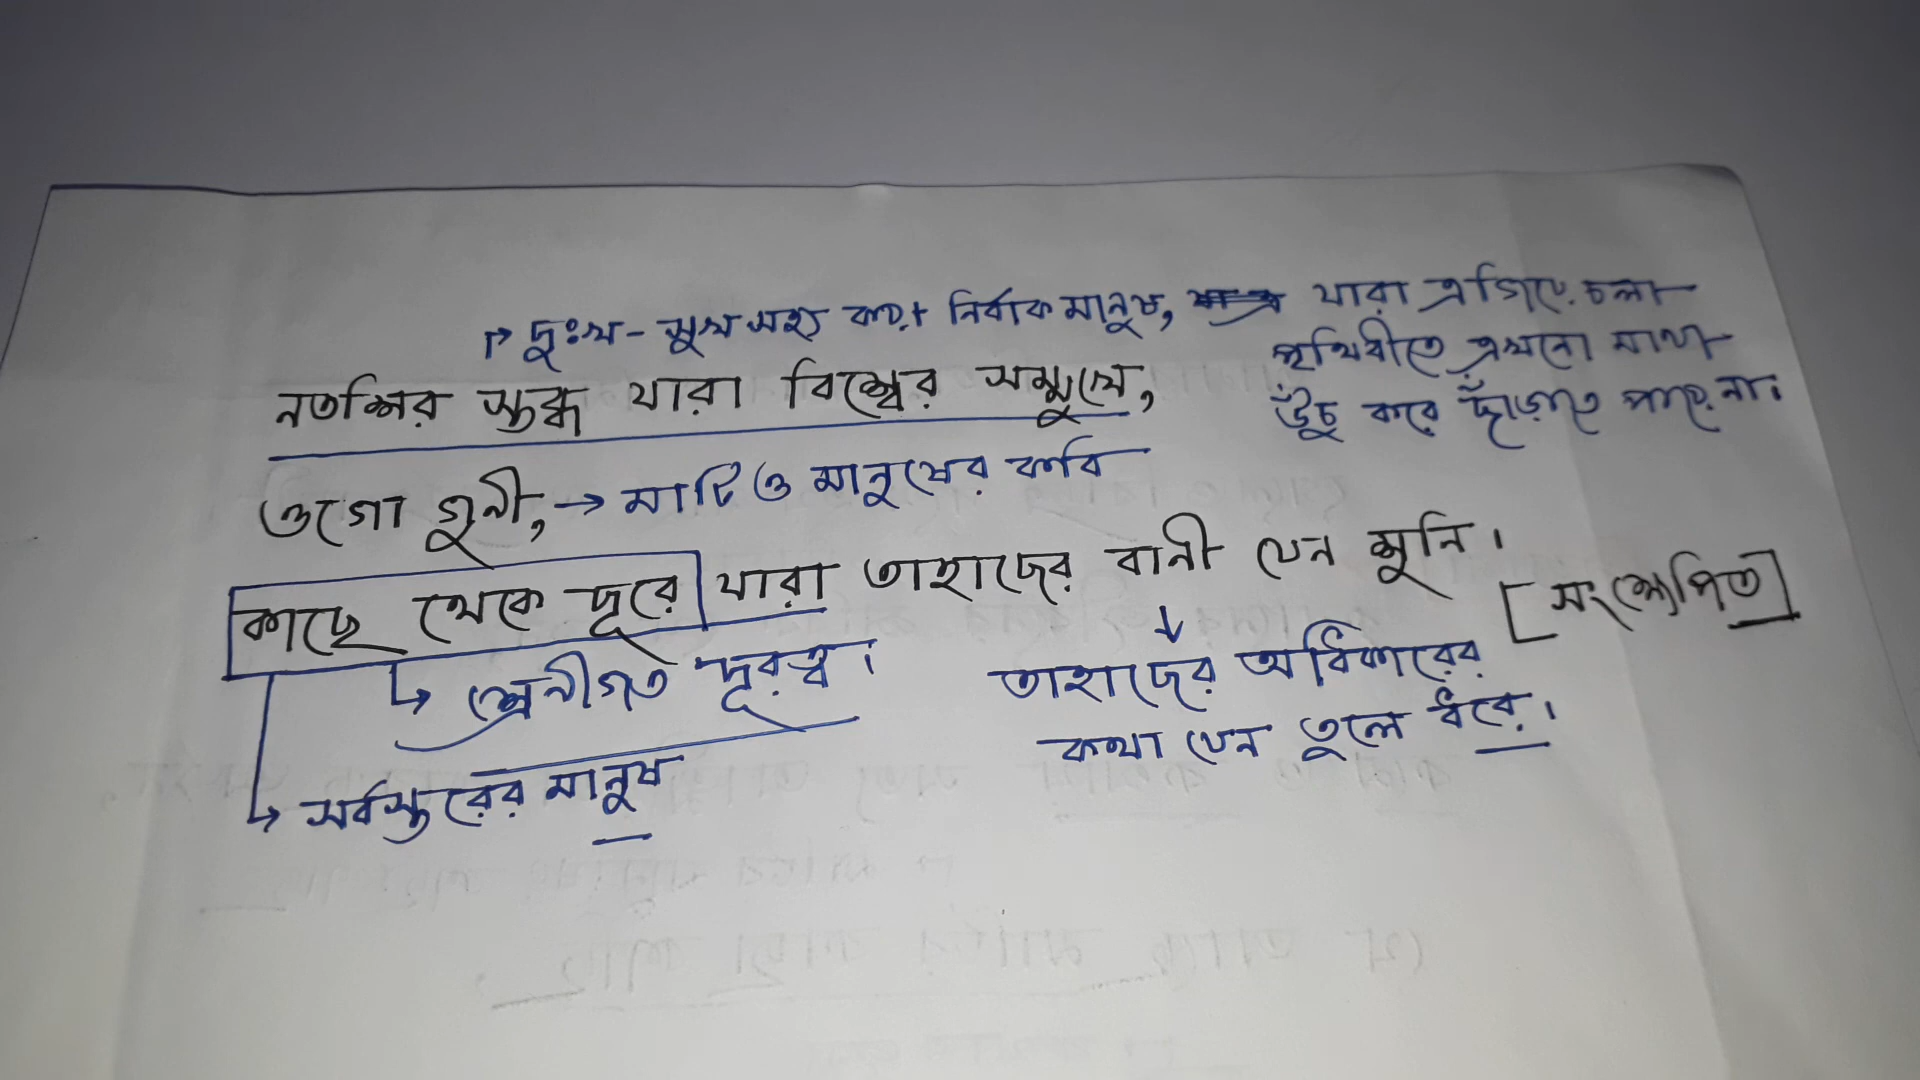 ↱ দুঃখ - সুখ সহ্য করা নির্বাক মানুষ, যারা এগিয়ে চলা
পৃথিবীতে এখনো মাথা
উঁচু করে দাঁড়াতে পারে না।
নতশির স্তব্ধ যারা বিশ্বের সম্মুখে,
ওগো গুনী, → মাটি ও মানুষের কবি
কাছে থেকে দূরে যারা তাহাদের বানী যেন শুনি।
[সংক্ষেপিত]
↳ শ্রেনীগত দূরত্ব।
↓
তাহাদের অধিকারের
কথা যেন তুলে ধরে।
↳ সর্বস্তরের মানুষ